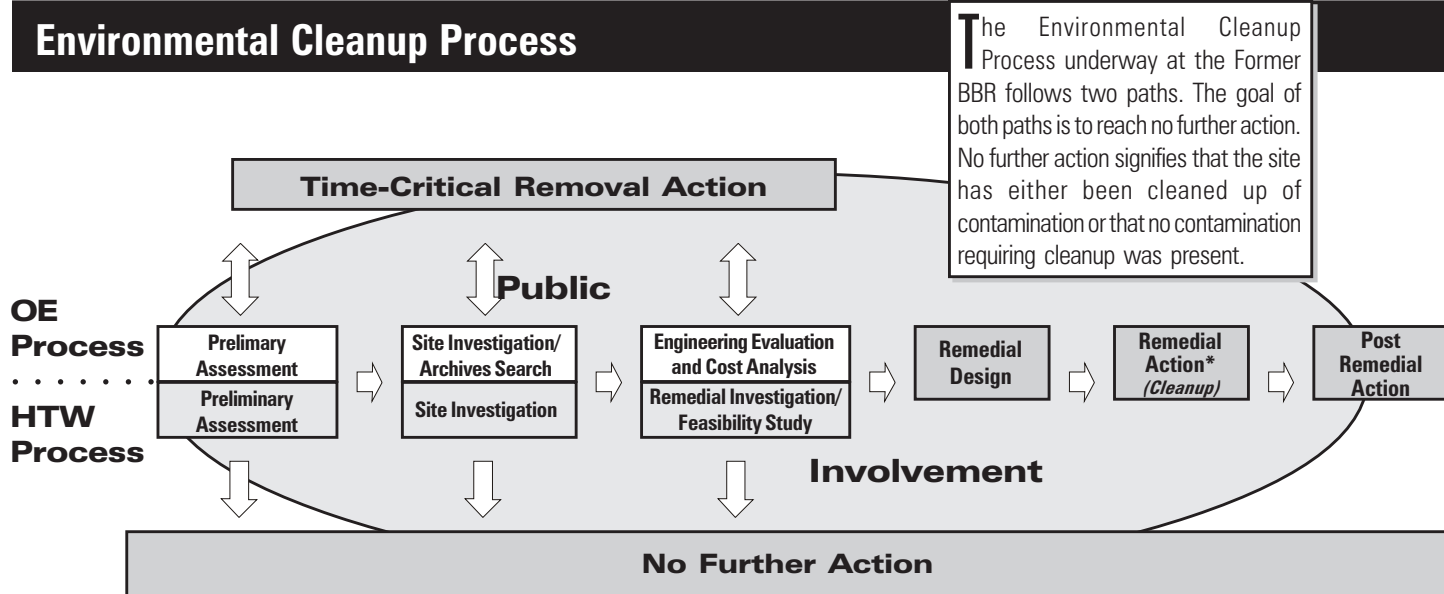 Environmental Cleanup Process
The Environmental Cleanup
Process underway at the Former
BBR follows two paths. The goal of
both paths is to reach no further action.
No further action signifies that the site
has either been cleaned up of
contamination or that no contamination
requiring cleanup was present.
Time-Critical Removal Action
Public
OE
Process
Prelimary
Assessment
Site Investigation/
Archives Search
Engineering Evaluation
and Cost Analysis
Remedial
Design
Remedial
Action*
(Cleanup)
Post
Remedial
Action
HTW
Process
Preliminary
Assessment
Site Investigation
Remedial Investigation/
Feasibility Study
Involvement
No Further Action